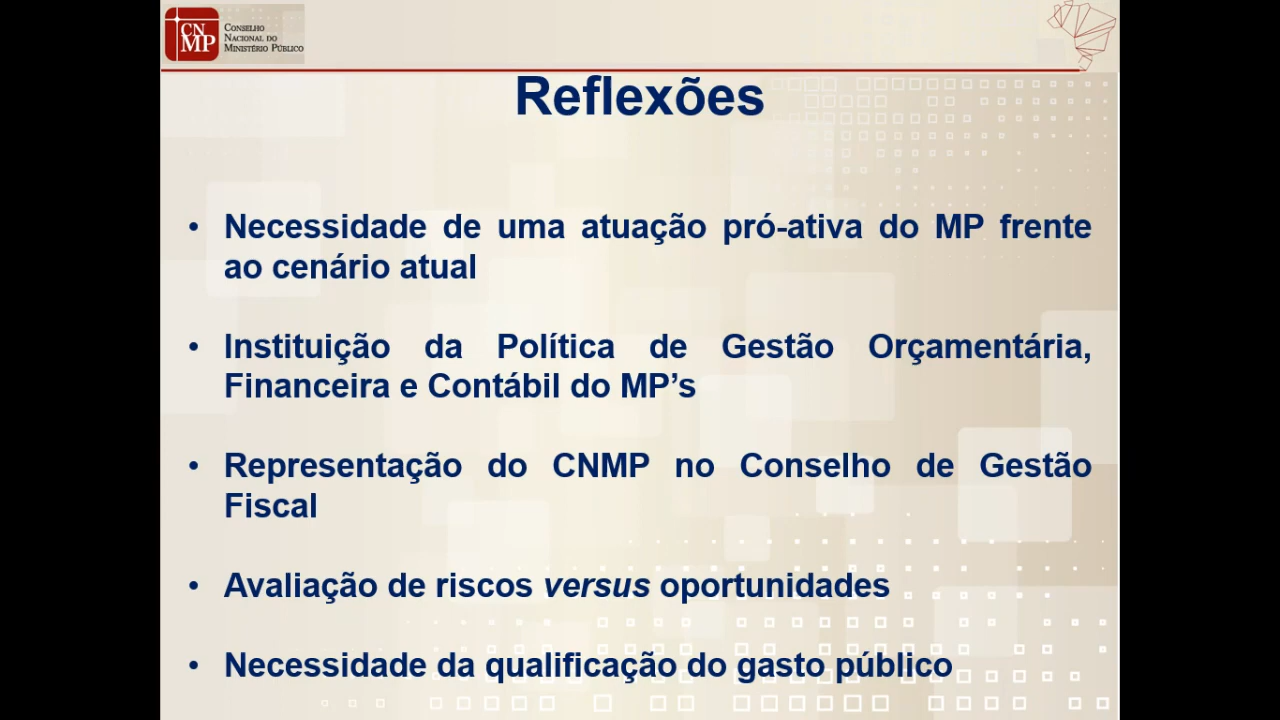 CN
MP
CONSELHO
NACIONAL DO
MINISTÉRIO PÚBLICO
Reflexões
• Necessidade de uma atuação pró-ativa do MP frente
ao cenário atual
• Instituição da Política de Gestão Orçamentária,
Financeira e Contábil do MP’s
• Representação do CNMP no Conselho de Gestão
Fiscal
• Avaliação de riscos versus oportunidades
• Necessidade da qualificação do gasto público